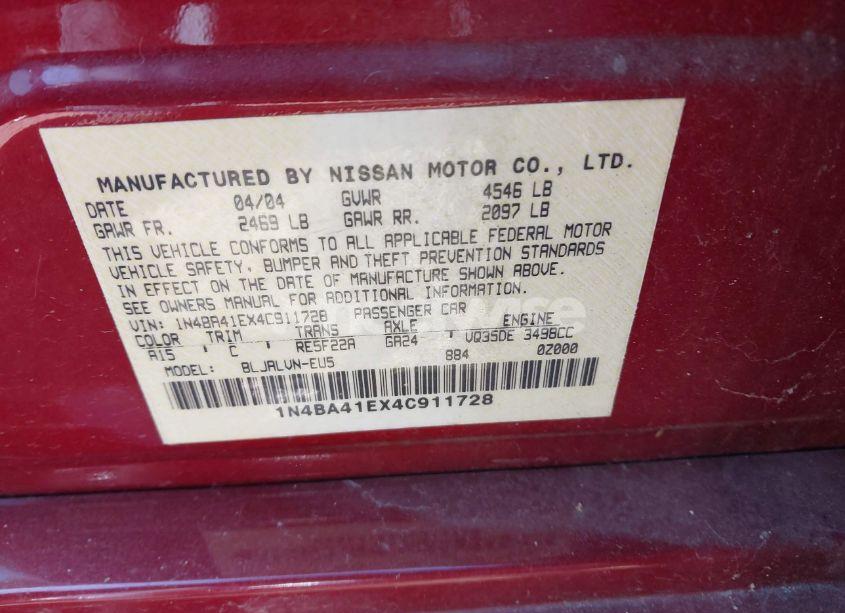 MANUFACTURED BY NISSAN MOTOR CO., LTD.
DATE 04/04 GVWR 4546 LB
GAWR FR. 2469 LB GAWR RR. 2097 LB
THIS VEHICLE CONFORMS TO ALL APPLICABLE FEDERAL MOTOR
VEHICLE SAFETY, BUMPER AND THEFT PREVENTION STANDARDS
IN EFFECT ON THE DATE OF MANUFACTURE SHOWN ABOVE.
SEE OWNERS MANUAL FOR ADDITIONAL INFORMATION.
VIN: 1N4BA41EX4C911728 PASSENGER CAR
COLOR TRIM TRANS AXLE ENGINE
A15 ' C ' RE5F22A GA24 ' VQ35DE 3498CC
MODEL: BLJALVN-EU5 884 0Z000
1N4BA41EX4C911728